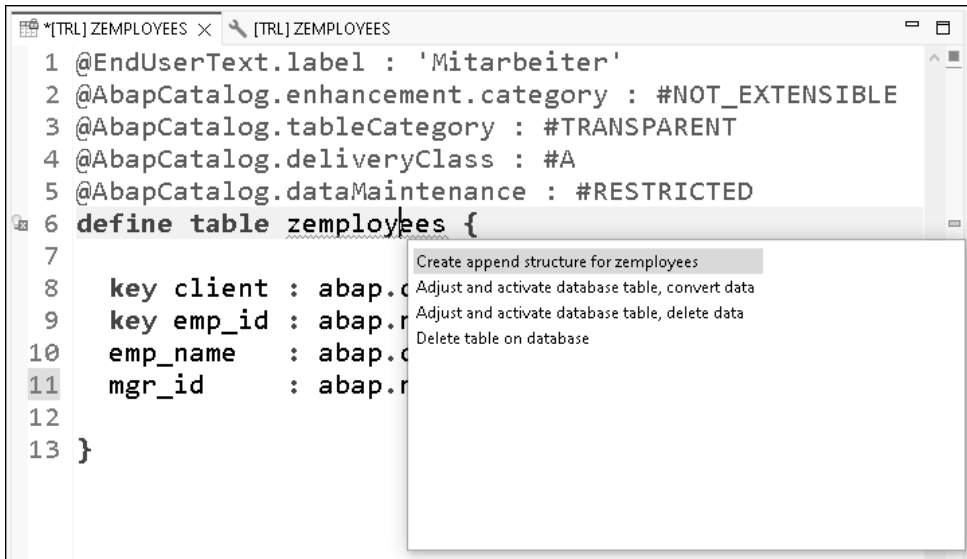 *[TRL] ZEMPLOYEES [TRL] ZEMPLOYEES
1 @EndUserText.label : 'Mitarbeiter'
2 @AbapCatalog.enhancement.category : #NOT_EXTENSIBLE
3 @AbapCatalog.tableCategory : #TRANSPARENT
4 @AbapCatalog.deliveryClass : #A
5 @AbapCatalog.dataMaintenance : #RESTRICTED
6 define table zemployees {
7
8 key client : abap.c
9 key emp_id : abap.n
10 emp_name : abap.c
11 mgr_id : abap.n
12
13 }
Create append structure for zemployees
Adjust and activate database table, convert data
Adjust and activate database table, delete data
Delete table on database